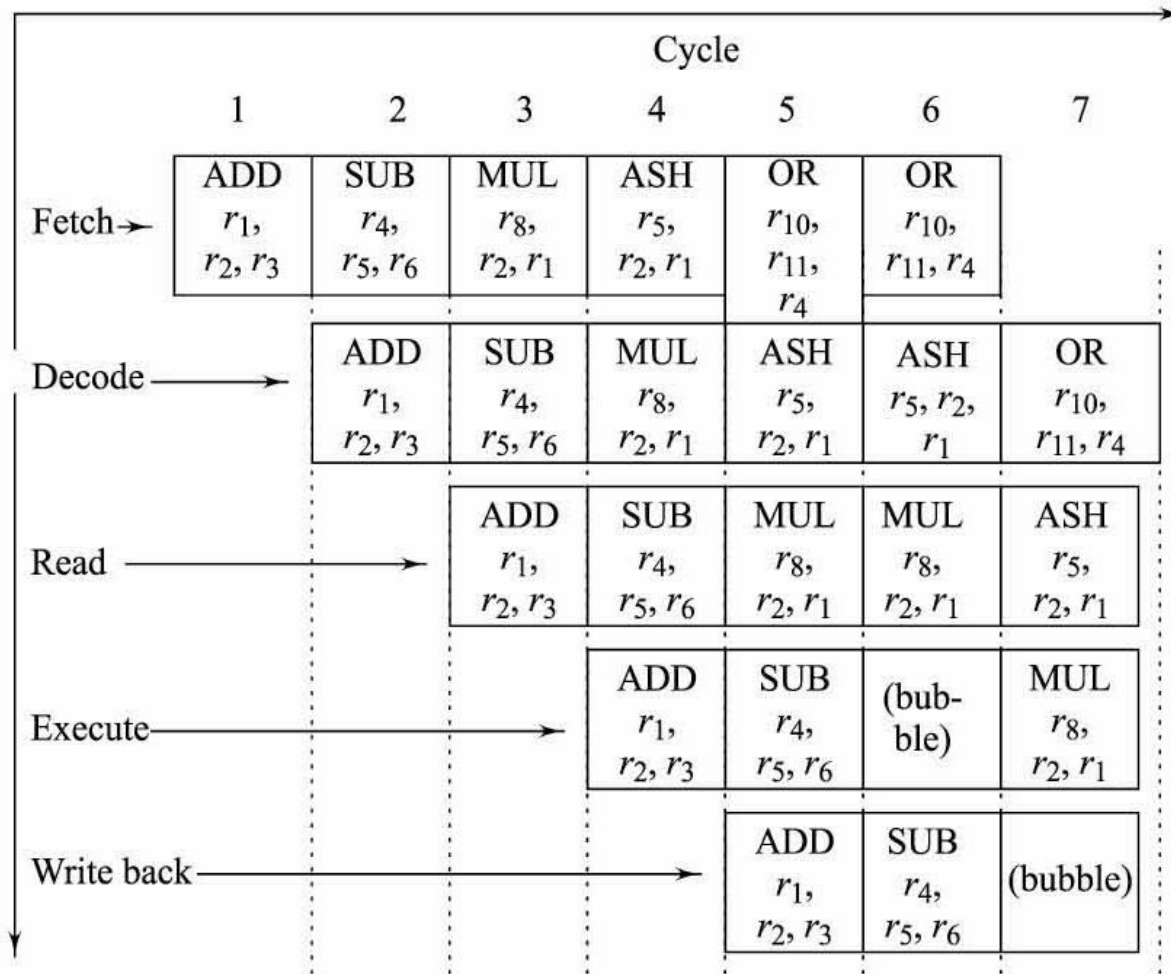 Cycle
1 2 3 4 5 6 7
Fetch
ADD SUB MUL ASH OR OR
r1, r4, r8, r5, r10, r10,
r2, r3 r5, r6 r2, r1 r2, r1 r11, r11, r4
r4
Decode
ADD SUB MUL ASH ASH OR
r1, r4, r8, r5, r5, r2, r10,
r2, r3 r5, r6 r2, r1 r2, r1 r1 r11, r4
Read
ADD SUB MUL MUL ASH
r1, r4, r8, r8, r5,
r2, r3 r5, r6 r2, r1 r2, r1 r2, r1
Execute
ADD SUB (bub- MUL
r1, r4, ble) r8,
r2, r3 r5, r6 r2, r1
Write back
ADD SUB (bubble)
r1, r4,
r2, r3 r5, r6